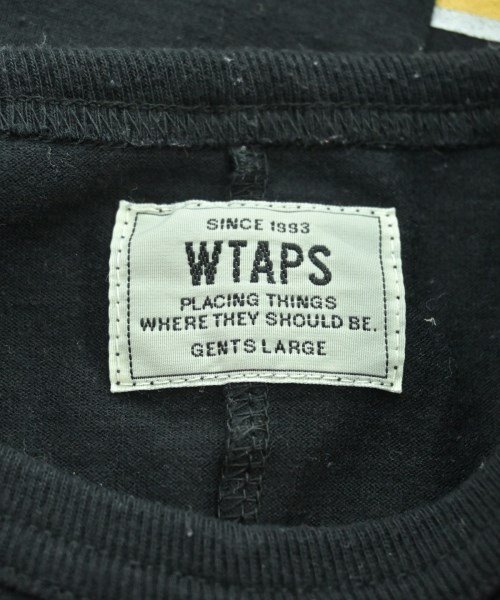 SINCE 1993
WTAPS
PLACING THINGS
WHERE THEY SHOULD BE.
GENTS LARGE